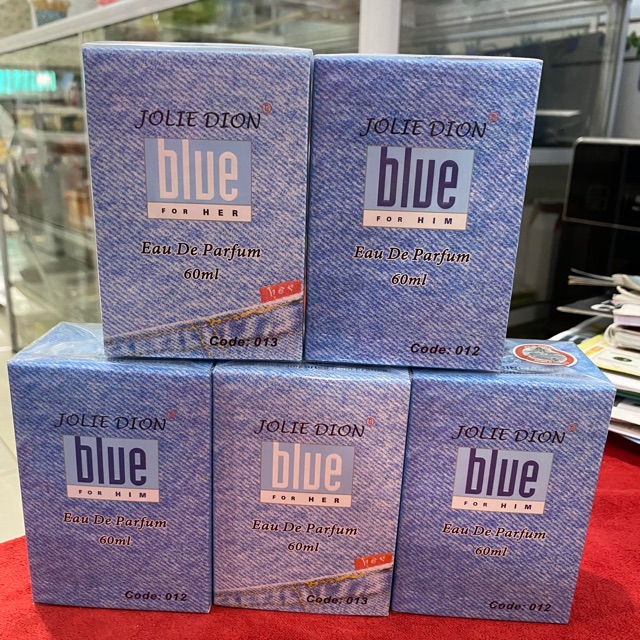 JOLIE DION®
blue
FOR HER
Eau De Parfum
60ml
her
Code: 013
JOLIE DION®
blue
FOR HIM
Eau De Parfum
60ml
Code: 012
JOLIE DION®
blue
FOR HIM
Eau De Parfum
60ml
Code: 012
JOLIE DION®
blue
FOR HER
Eau De Parfum
60ml
her
Code: 013
JOLIE DION®
blue
FOR HIM
Eau De Parfum
60ml
Code: 012